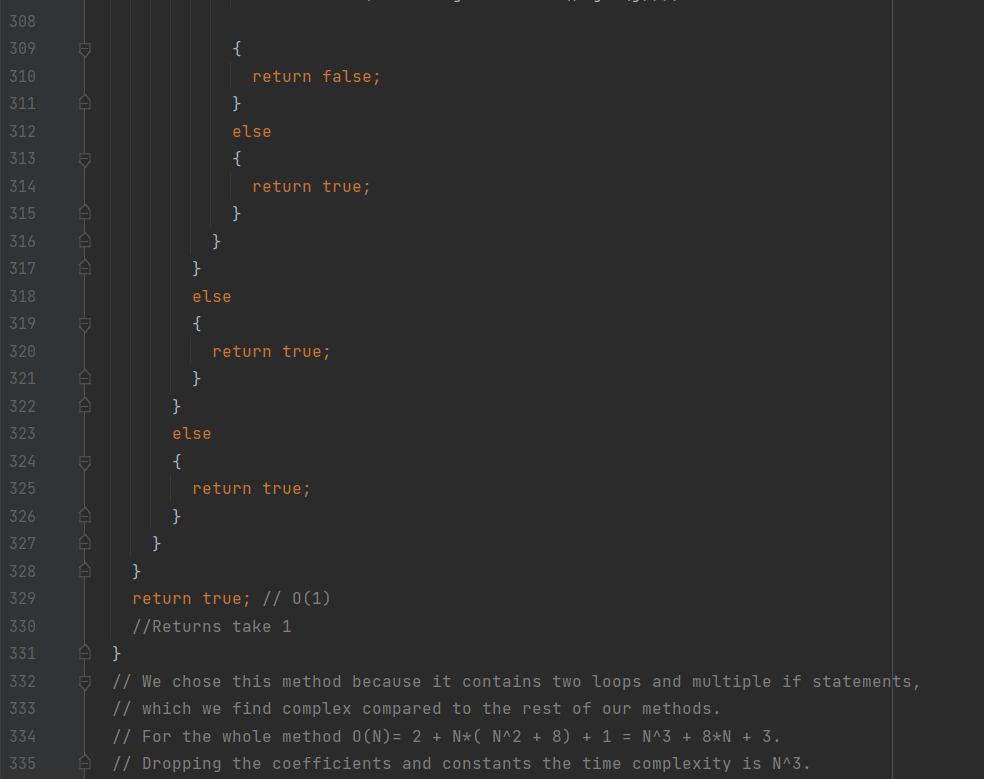 308
309 {
310 return false;
311 }
312 else
313 {
314 return true;
315 }
316 }
317 }
318 else
319 {
320 return true;
321 }
322 }
323 else
324 {
325 return true;
326 }
327 }
328 }
329 return true; // O(1)
330 //Returns take 1
331 }
332 // We chose this method because it contains two loops and multiple if statements,
333 // which we find complex compared to the rest of our methods.
334 // For the whole method O(N)= 2 + N*( N^2 + 8) + 1 = N^3 + 8*N + 3.
335 // Dropping the coefficients and constants the time complexity is N^3.